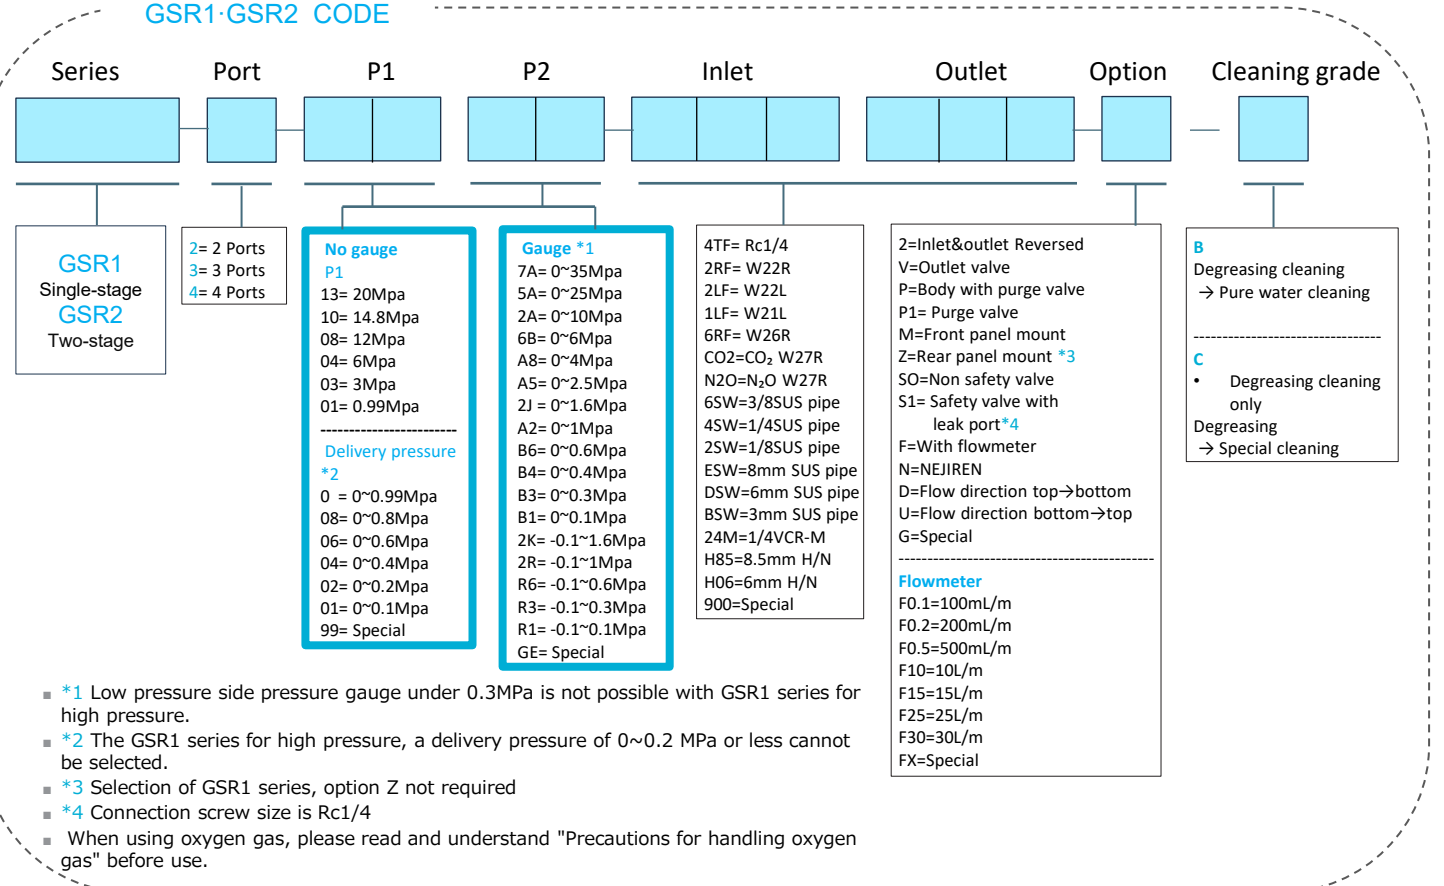 GSR1·GSR2 CODE
Series Port P1 P2 Inlet Outlet Option Cleaning grade
GSR1
Single-stage
GSR2
Two-stage
2= 2 Ports
3= 3 Ports
4= 4 Ports
No gauge
P1
13= 20Mpa
10= 14.8Mpa
08= 12Mpa
04= 6Mpa
03= 3Mpa
01= 0.99Mpa
------------------------
Delivery pressure
*2
0 = 0~0.99Mpa
08= 0~0.8Mpa
06= 0~0.6Mpa
04= 0~0.4Mpa
02= 0~0.2Mpa
01= 0~0.1Mpa
99= Special
Gauge *1
7A= 0~35Mpa
5A= 0~25Mpa
2A= 0~10Mpa
6B= 0~6Mpa
A8= 0~4Mpa
A5= 0~2.5Mpa
2J = 0~1.6Mpa
A2= 0~1Mpa
B6= 0~0.6Mpa
B4= 0~0.4Mpa
B3= 0~0.3Mpa
B1= 0~0.1Mpa
2K= -0.1~1.6Mpa
2R= -0.1~1Mpa
R6= -0.1~0.6Mpa
R3= -0.1~0.3Mpa
R1= -0.1~0.1Mpa
GE= Special
4TF= Rc1/4
2RF= W22R
2LF= W22L
1LF= W21L
6RF= W26R
CO2=CO₂ W27R
N2O=N₂O W27R
6SW=3/8SUS pipe
4SW=1/4SUS pipe
2SW=1/8SUS pipe
ESW=8mm SUS pipe
DSW=6mm SUS pipe
BSW=3mm SUS pipe
24M=1/4VCR-M
H85=8.5mm H/N
H06=6mm H/N
900=Special
2=Inlet&outlet Reversed
V=Outlet valve
P=Body with purge valve
P1= Purge valve
M=Front panel mount
Z=Rear panel mount *3
SO=Non safety valve
S1= Safety valve with
leak port*4
F=With flowmeter
N=NEJIREN
D=Flow direction top→bottom
U=Flow direction bottom→top
G=Special
---------------------------------------------
Flowmeter
F0.1=100mL/m
F0.2=200mL/m
F0.5=500mL/m
F10=10L/m
F15=15L/m
F25=25L/m
F30=30L/m
FX=Special
B
Degreasing cleaning
→ Pure water cleaning
---------------------------------
C
• Degreasing cleaning
only
Degreasing
→ Special cleaning
▪ *1 Low pressure side pressure gauge under 0.3MPa is not possible with GSR1 series for
high pressure.
▪ *2 The GSR1 series for high pressure, a delivery pressure of 0~0.2 MPa or less cannot
be selected.
▪ *3 Selection of GSR1 series, option Z not required
▪ *4 Connection screw size is Rc1/4
▪ When using oxygen gas, please read and understand "Precautions for handling oxygen
gas" before use.